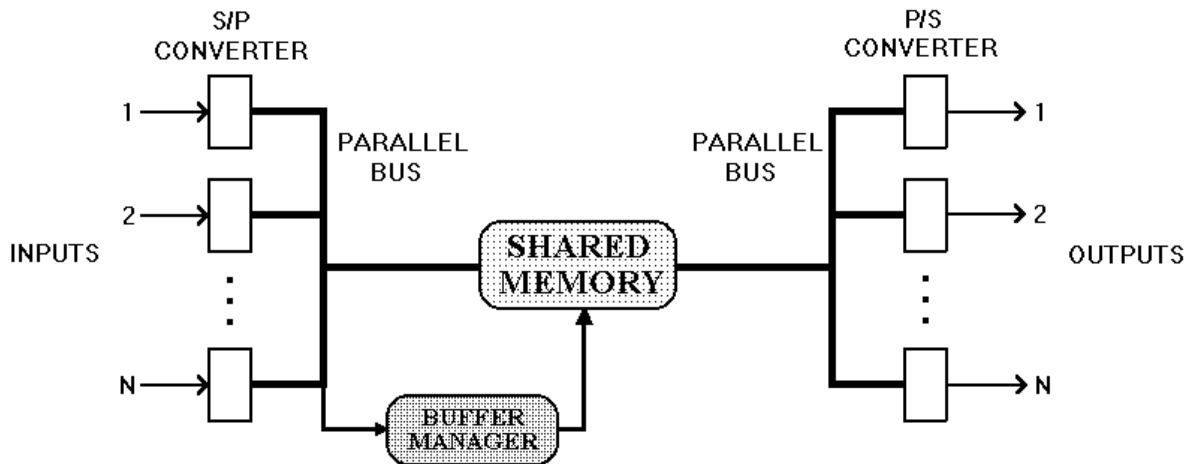 S/P
CONVERTER
P/S
CONVERTER
1
1
PARALLEL
BUS
PARALLEL
BUS
2
2
INPUTS
SHARED
MEMORY
OUTPUTS
N
N
BUFFER
MANAGER